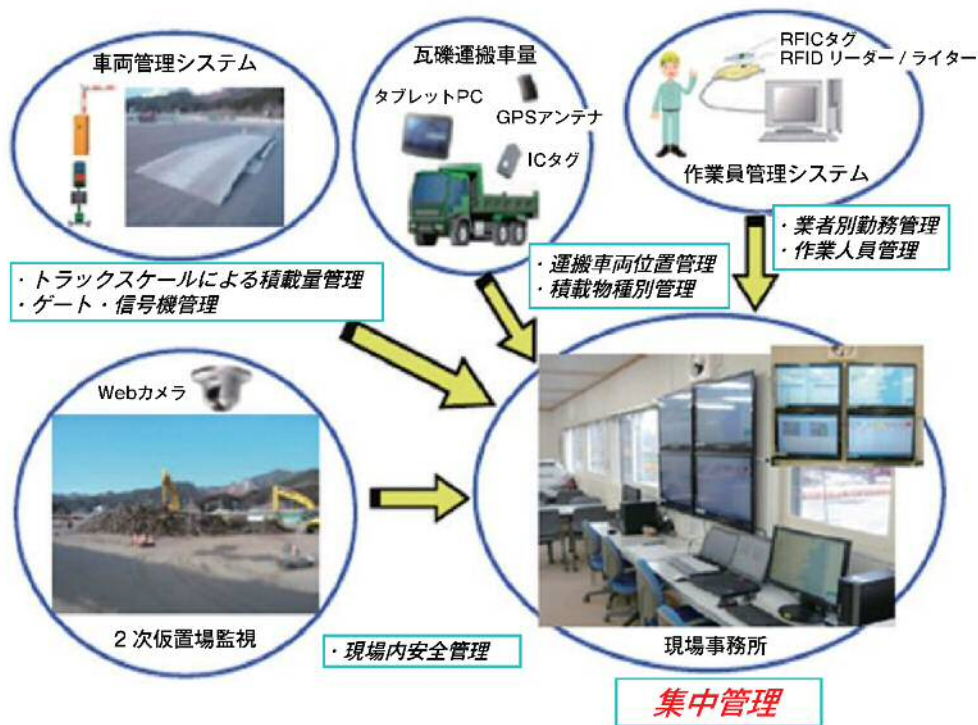 車両管理システム
瓦礫運搬車量
タブレットPC
GPSアンテナ
ICタグ
RFICタグ
RFID リーダー / ライター
作業員管理システム
・トラックスケールによる積載量管理
・ゲート・信号機管理
・運搬車両位置管理
・積載物種別管理
・業者別勤務管理
・作業人員管理
Webカメラ
2次仮置場監視
・現場内安全管理
現場事務所
集中管理